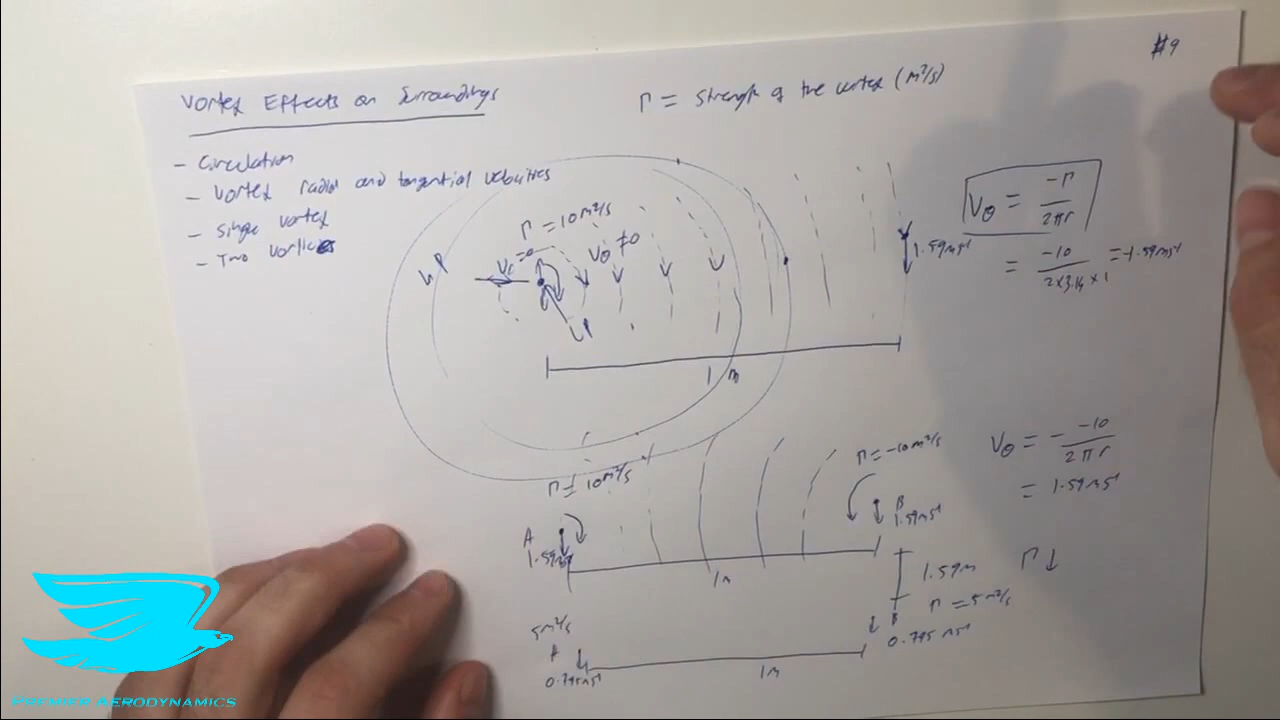 #9
Vortex Effects on Surroundings
Γ = Strength of the vortex (m²/s)
- Circulation
- Vortex radial and tangential velocities
- Single vortex
- Two vortices
Γ = 10m²/s
Vr = 0
Vθ ≠ 0
↳ P
↳ P
1.59ms⁻¹
Vθ = -Γ / 2πr
= -10 / 2×3.14×1 = -1.59ms⁻¹
1 m
Γ = 10m²/s
Γ = -10m²/s
A
1.59ms⁻¹
B
1.59ms⁻¹
1m
Vθ = - -10 / 2πr
= 1.59ms⁻¹
1.59m
Γ ↓
Γ = 5m²/s
5m²/s
A
0.795ms⁻¹
B
0.795ms⁻¹
1m
PREMIER AERODYNAMICS